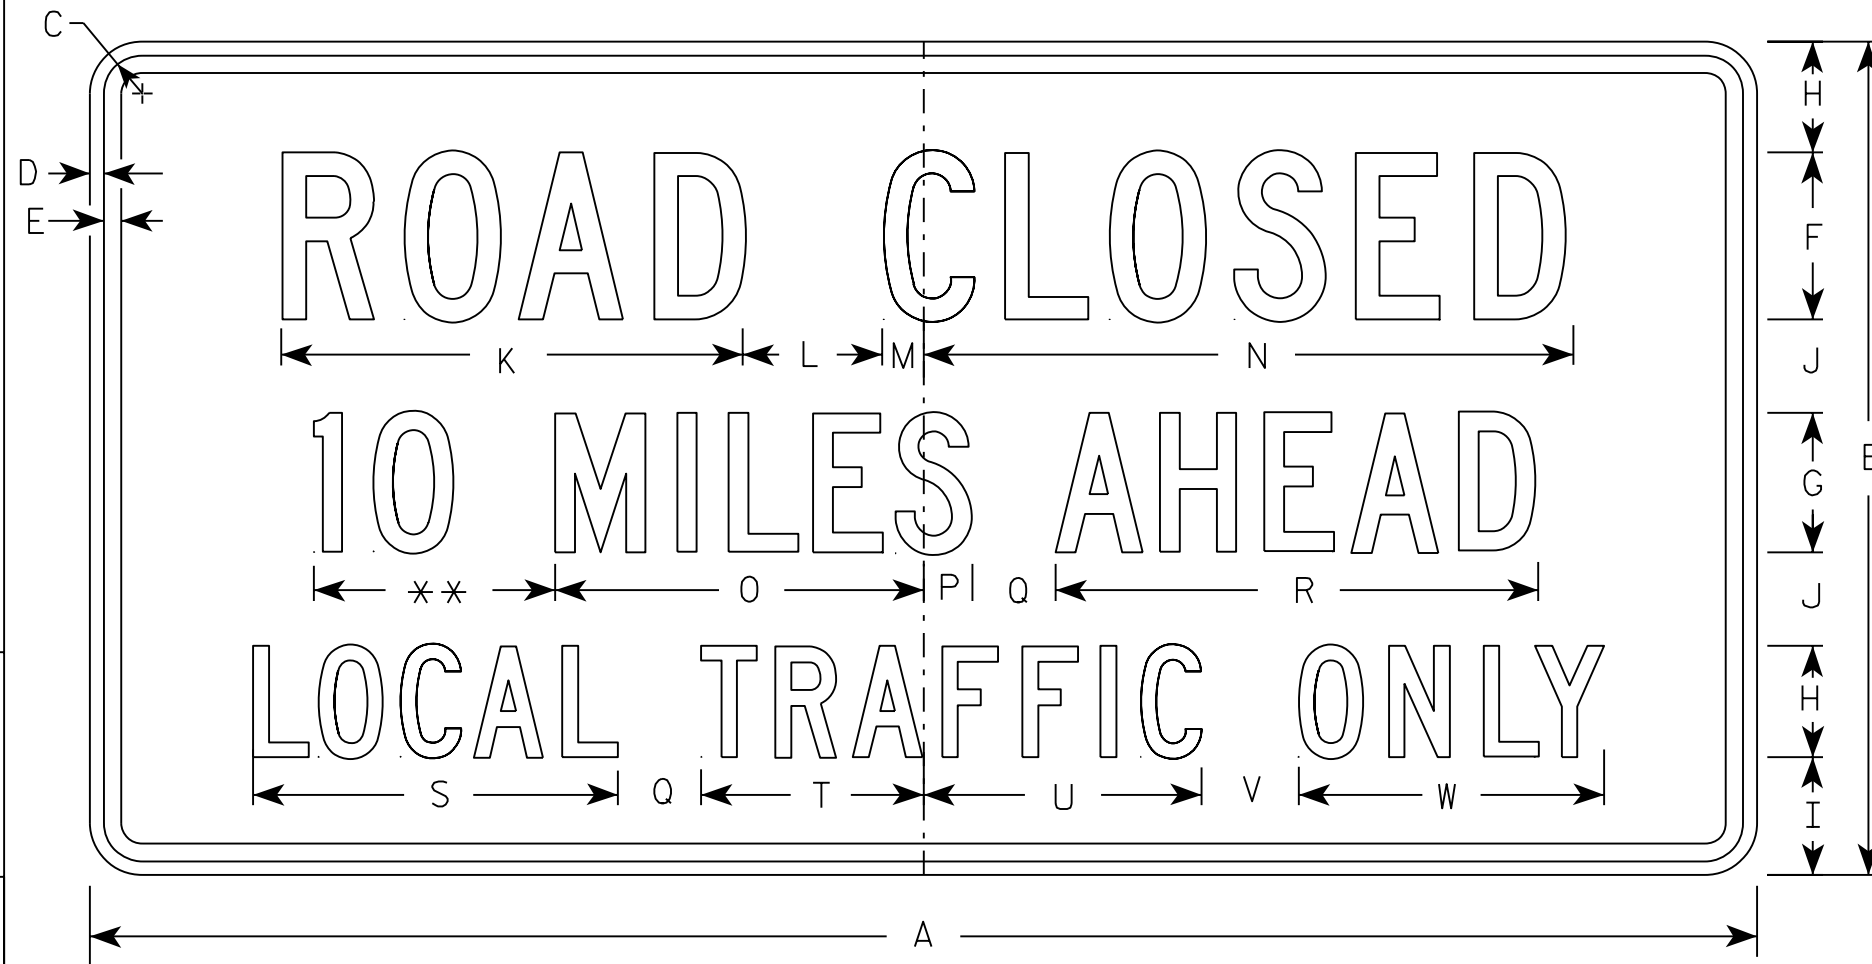 C
H
ROAD CLOSED
D
E
F
K L M N
J
10 MILES AHEAD
G
B
** O P Q R
J
LOCAL TRAFFIC ONLY
H
S Q T U V W
I
A